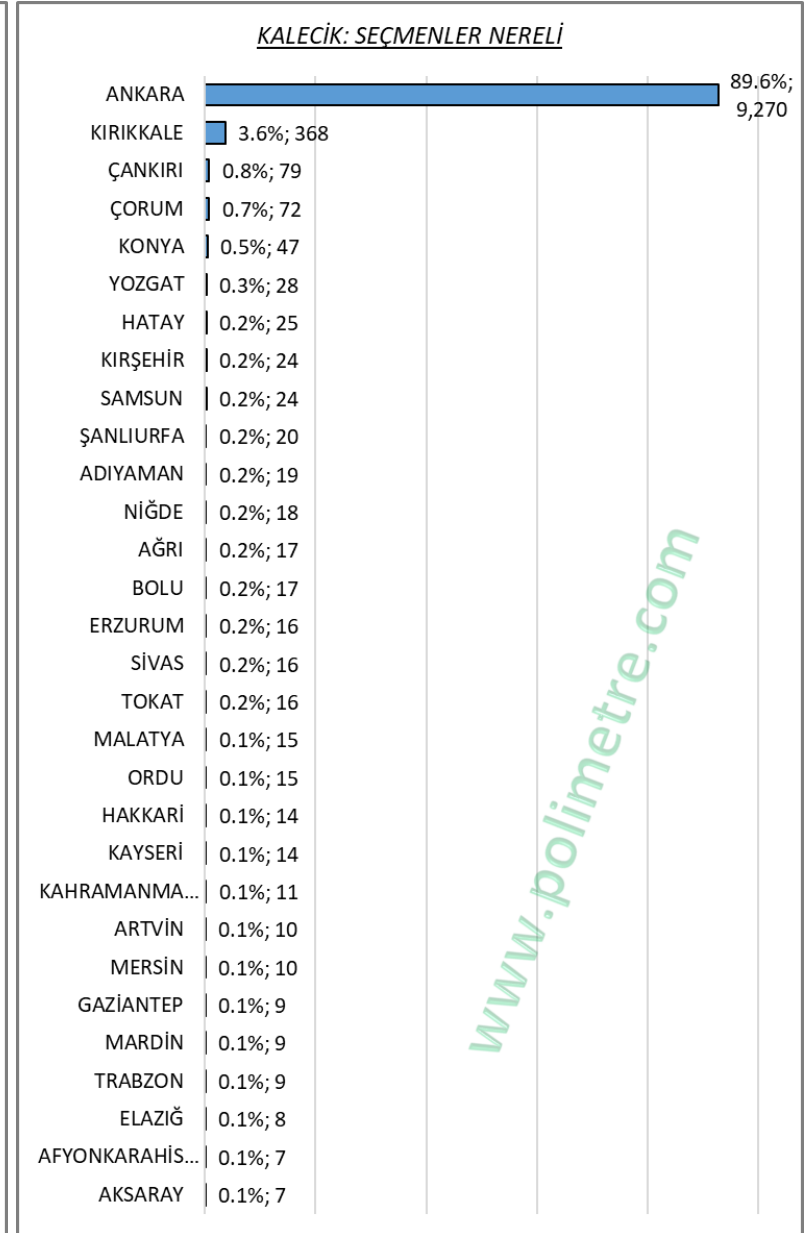 KALECİK: SEÇMENLER NERELİ
ANKARA 89.6%;
9,270
KIRIKKALE 3.6%; 368
ÇANKIRI 0.8%; 79
ÇORUM 0.7%; 72
KONYA 0.5%; 47
YOZGAT 0.3%; 28
HATAY 0.2%; 25
KIRŞEHİR 0.2%; 24
SAMSUN 0.2%; 24
ŞANLIURFA 0.2%; 20
ADIYAMAN 0.2%; 19
NİĞDE 0.2%; 18
AĞRI 0.2%; 17
BOLU 0.2%; 17
ERZURUM 0.2%; 16
SİVAS 0.2%; 16
TOKAT 0.2%; 16
MALATYA 0.1%; 15
ORDU 0.1%; 15
HAKKARİ 0.1%; 14
KAYSERİ 0.1%; 14
KAHRAMANMA... 0.1%; 11
ARTVİN 0.1%; 10
MERSİN 0.1%; 10
GAZİANTEP 0.1%; 9
MARDİN 0.1%; 9
TRABZON 0.1%; 9
ELAZIĞ 0.1%; 8
AFYONKARAHİS... 0.1%; 7
AKSARAY 0.1%; 7
www.polimetre.com